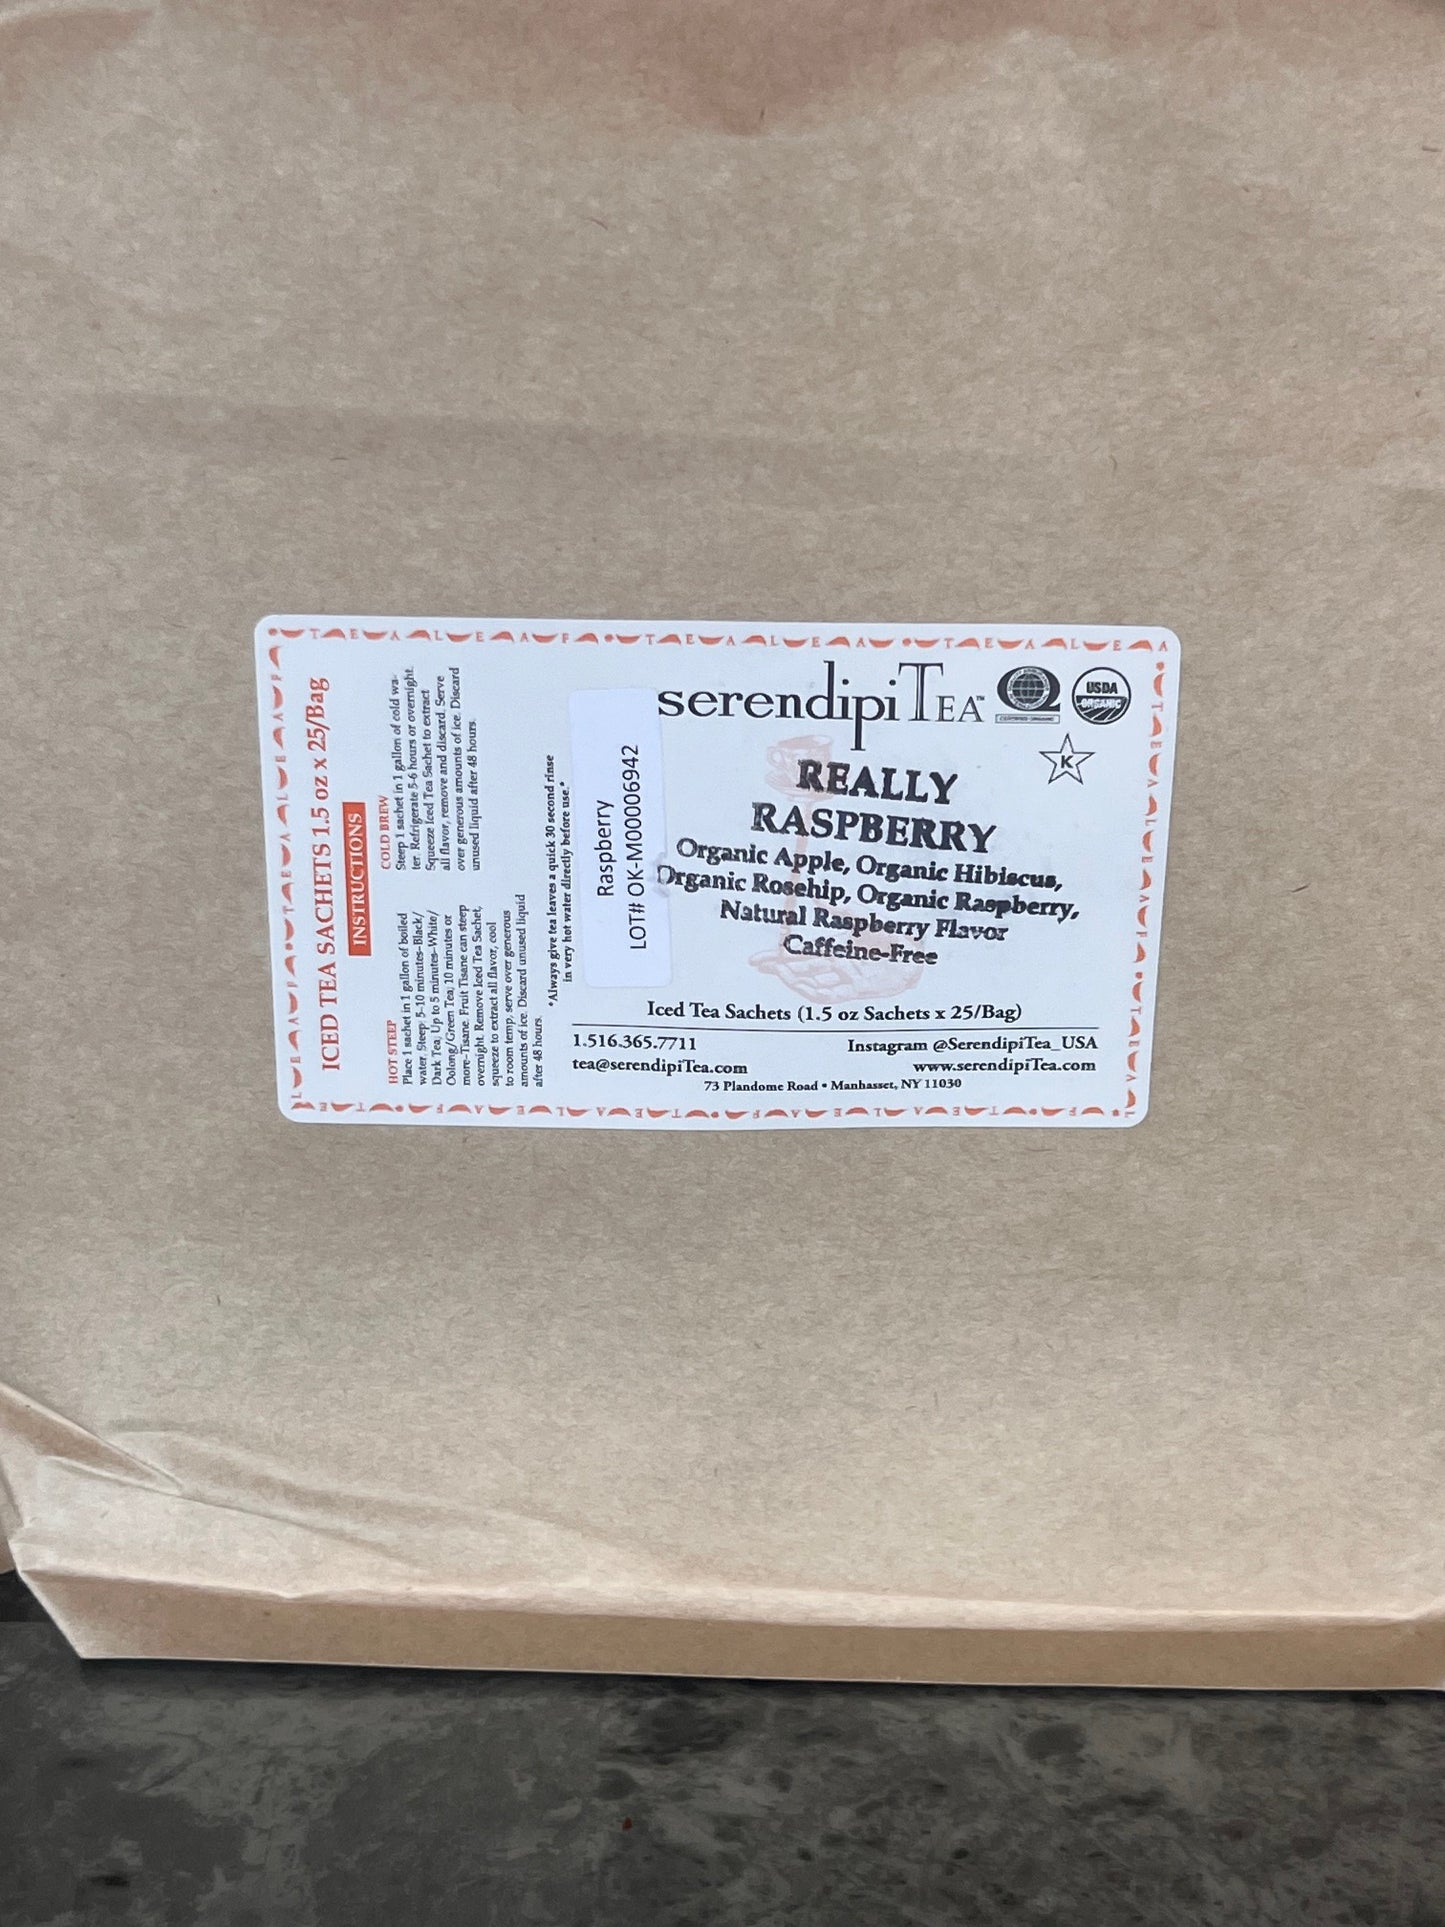 ICED TEA SACHETS 1.5 oz x 25/Bag
INSTRUCTIONS
HOT STEEP
Place 1 sachet in 1 gallon of boiled
water. Steep: 5-10 minutes-Black/
Dark Tea; Up to 5 minutes-White/
Oolong/Green Tea; 10 minutes or
more-Tisane. Fruit Tisane can steep
overnight. Remove Iced Tea Sachet,
squeeze to extract all flavor, cool
to room temp, serve over generous
amounts of ice. Discard unused liquid
after 48 hours.
COLD BREW
Steep 1 sachet in 1 gallon of cold wa-
ter. Refrigerate 5-6 hours or overnight.
Squeeze Iced Tea Sachet to extract
all flavor, remove and discard. Serve
over generous amounts of ice. Discard
unused liquid after 48 hours.
*Always give tea leaves a quick 30 second rinse
in very hot water directly before use.*
Raspberry
LOT# OK-M00006942
serendipiTEA™
CERTIFIED ORGANIC
USDA
ORGANIC
K
REALLY
RASPBERRY
Organic Apple, Organic Hibiscus,
Organic Rosehip, Organic Raspberry,
Natural Raspberry Flavor
Caffeine-Free
Iced Tea Sachets (1.5 oz Sachets x 25/Bag)
1.516.365.7711
Instagram @SerendipiTea_USA
tea@serendipiTea.com
www.serendipiTea.com
73 Plandome Road • Manhasset, NY 11030